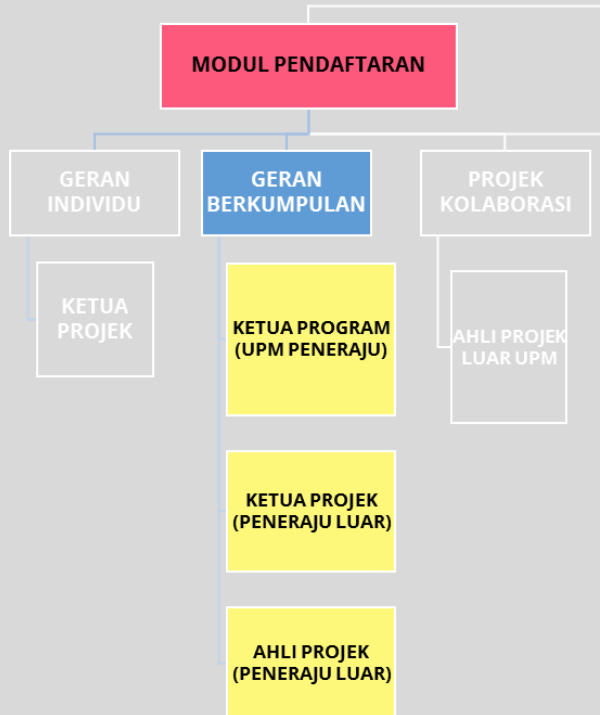 MODUL PENDAFTARAN
GERAN
INDIVIDU
KETUA
PROJEK
GERAN
BERKUMPULAN
KETUA PROGRAM
(UPM PENERAJU)
KETUA PROJEK
(PENERAJU LUAR)
AHLI PROJEK
(PENERAJU LUAR)
PROJEK
KOLABORASI
AHLI PROJEK
LUAR UPM